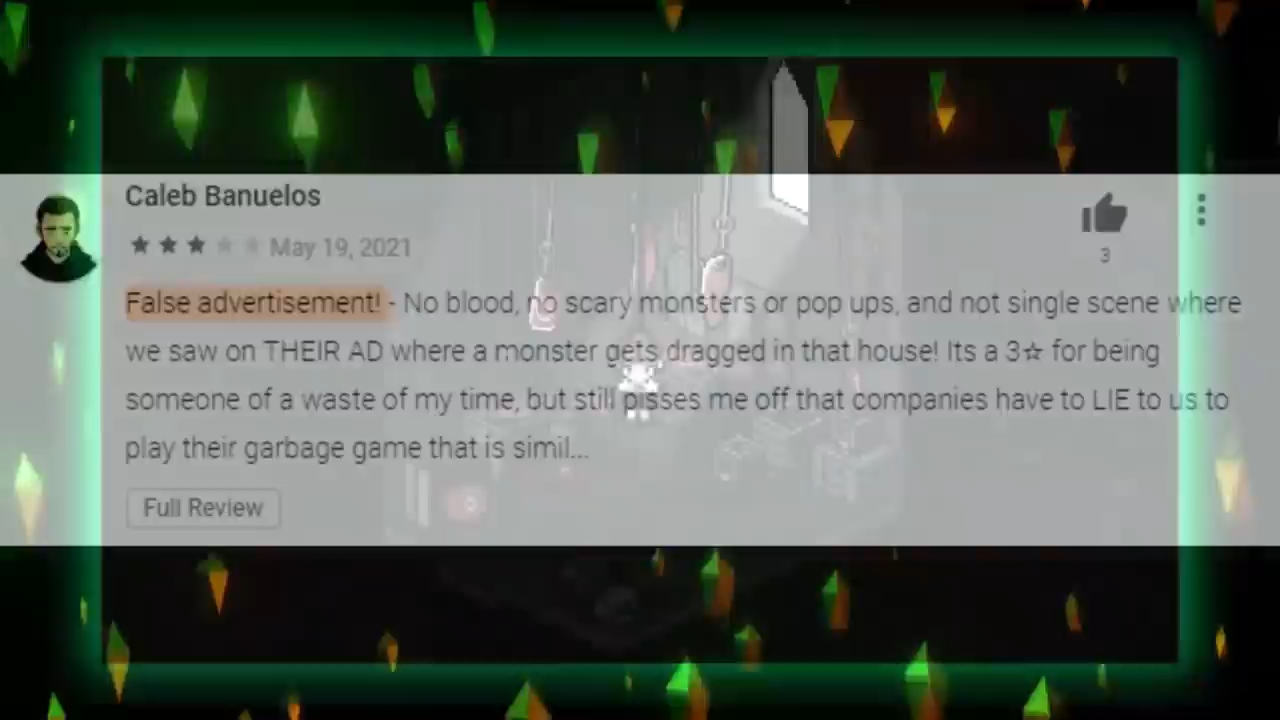 Caleb Banuelos
★★★★★ May 19, 2021
3
False advertisement! - No blood, no scary monsters or pop ups, and not single scene where
we saw on THEIR AD where a monster gets dragged in that house! Its a 3☆ for being
someone of a waste of my time, but still pisses me off that companies have to LIE to us to
play their garbage game that is simil...
Full Review